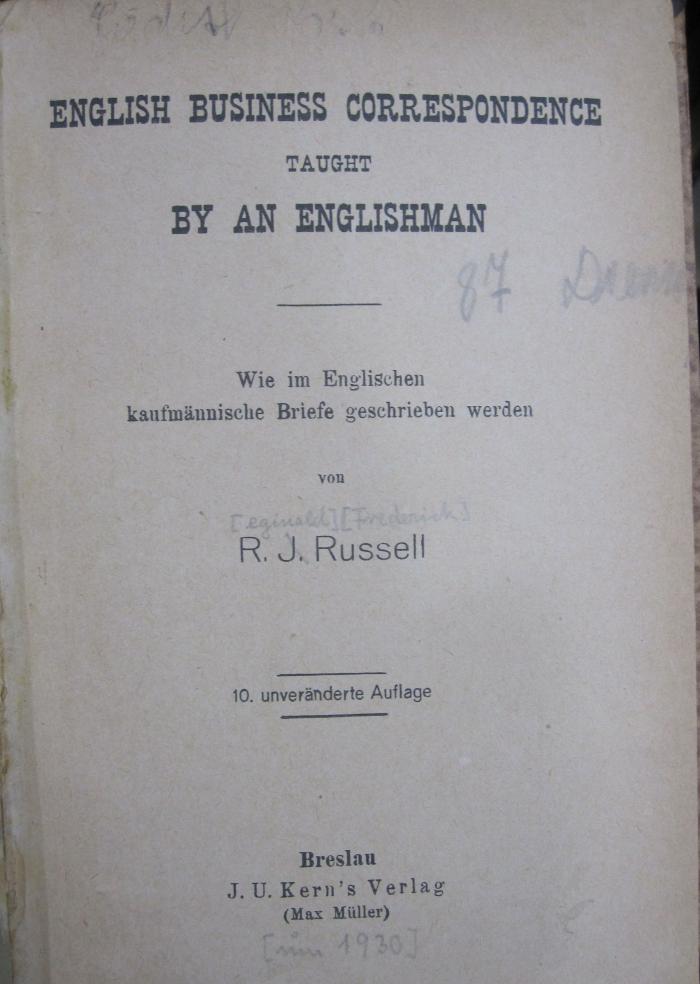 ENGLISH BUSINESS CORRESPONDENCE
TAUGHT
BY AN ENGLISHMAN
87
Wie im Englischen
kaufmännische Briefe geschrieben werden
von
[eginald] [Frederick]
R. J. Russell
10. unveränderte Auflage
Breslau
J. U. Kern's Verlag
(Max Müller)
[um 1930]